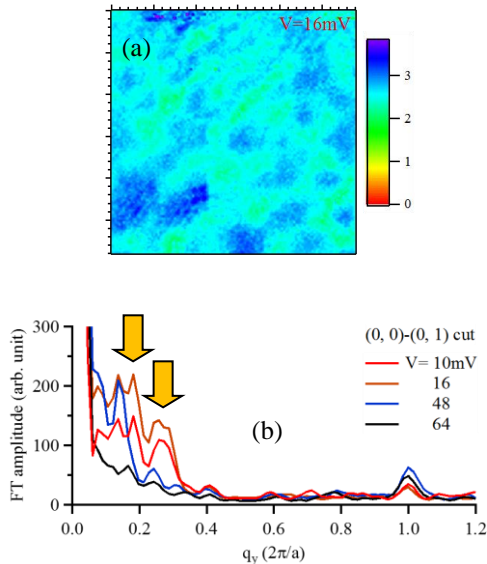 V=16mV
(a)
3
2
1
0
300
200
100
0
FT amplitude (arb. unit)
(0, 0)-(0, 1) cut
V= 10mV
16
48
64
(b)
0.0 0.2 0.4 0.6 0.8 1.0 1.2
q_y (2π/a)